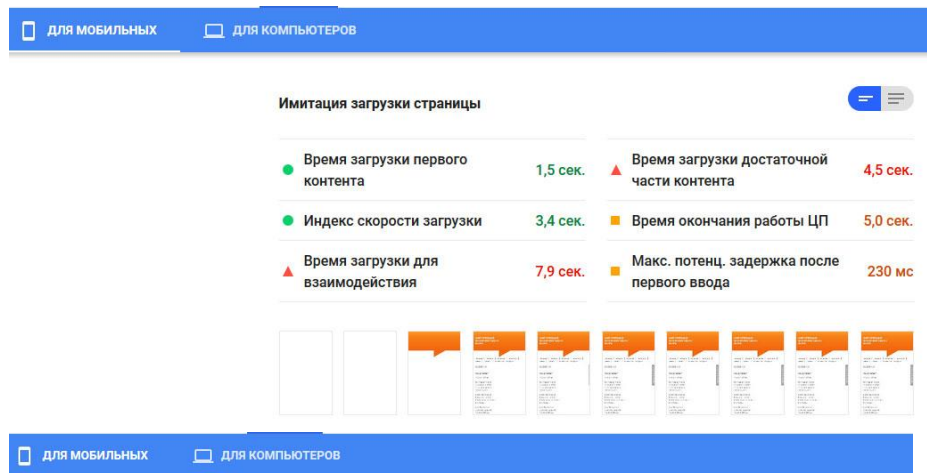 ДЛЯ МОБИЛЬНЫХ
ДЛЯ КОМПЬЮТЕРОВ
Имитация загрузки страницы
Время загрузки первого
контента
1,5 сек.
Время загрузки достаточной
части контента
4,5 сек.
Индекс скорости загрузки
3,4 сек.
Время окончания работы ЦП
5,0 сек.
Время загрузки для
взаимодействия
7,9 сек.
Макс. потенц. задержка после
первого ввода
230 мс
ДЛЯ МОБИЛЬНЫХ
ДЛЯ КОМПЬЮТЕРОВ